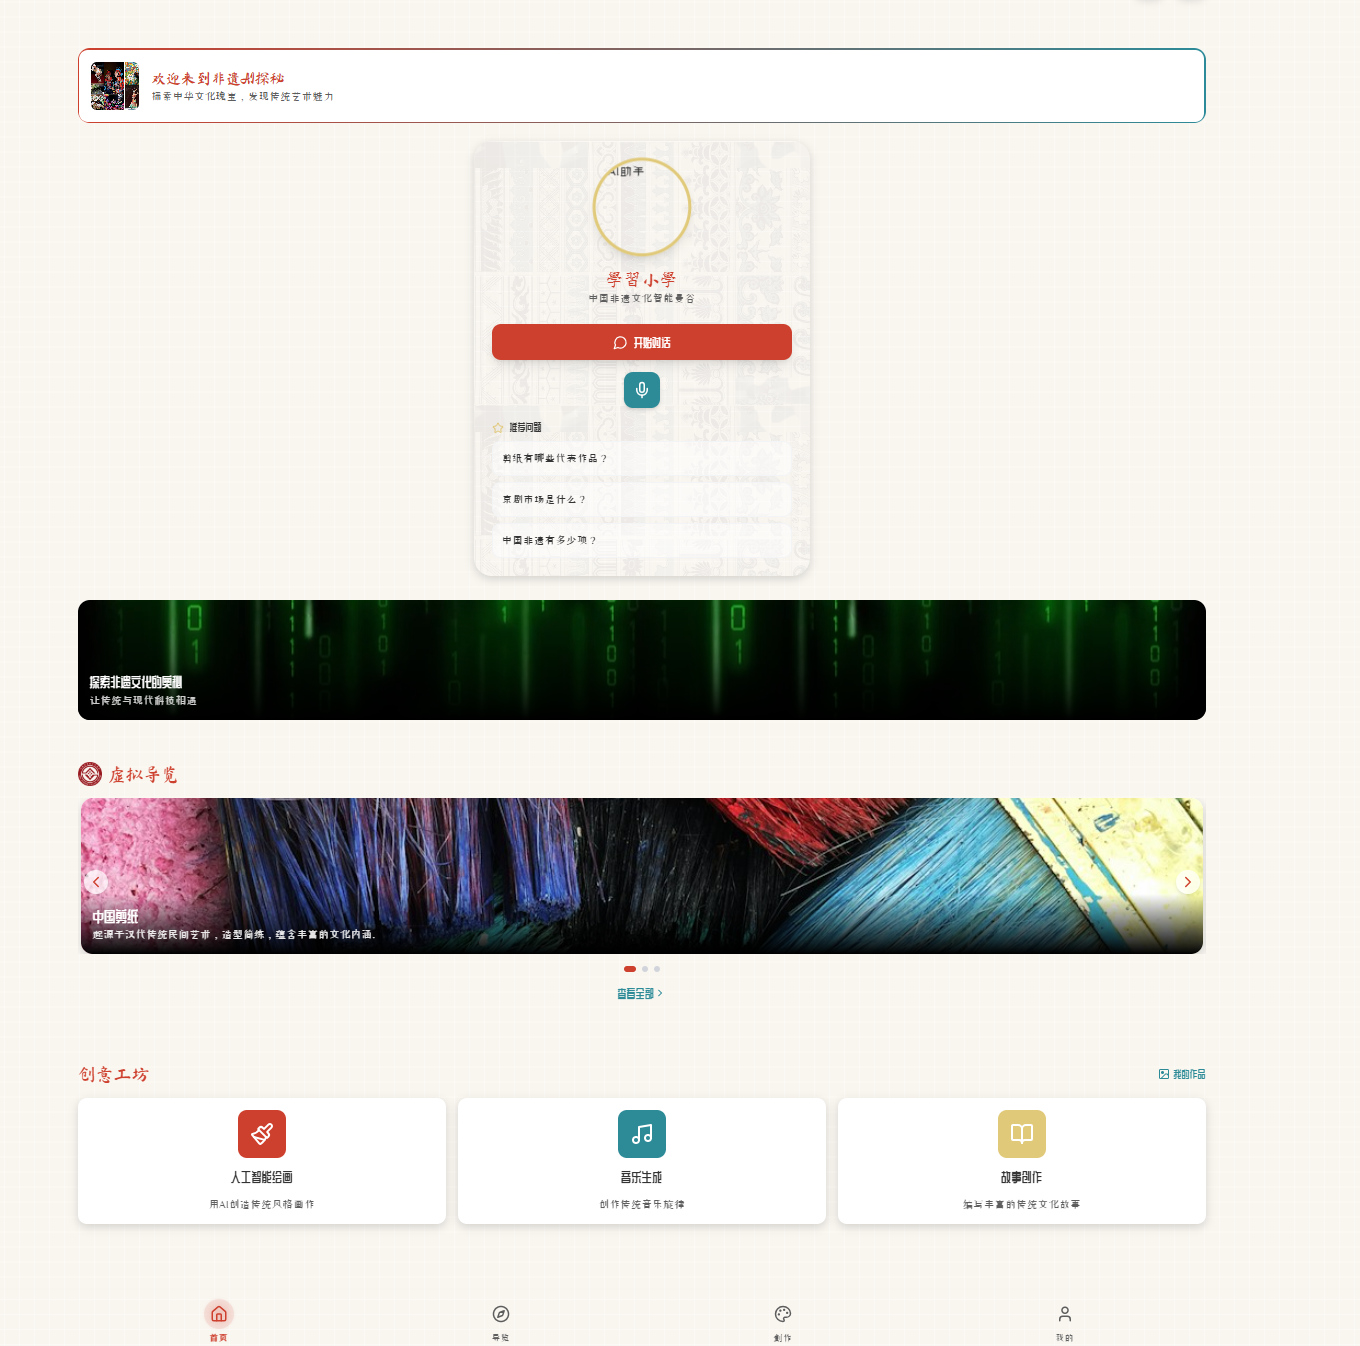 欢迎来到非遗AI探秘
探索中华文化瑰宝，发现传统艺术魅力
AI助手
學習小學
中国非遗文化智能曼谷
开始对话
推荐问题
剪纸有哪些代表作品？
京剧市场是什么？
中国非遗有多少项？
探索非遗文化的奥秘
让传统与现代科技相遇
虚拟导览
中国剪纸
起源于汉代传统民间艺术，造型简练，蕴含丰富的文化内涵。
查看全部
创意工坊
我的作品
人工智能绘画
用AI创造传统风格画作
音乐生成
创作传统音乐旋律
故事创作
编写丰富的传统文化故事
首页
导览
创作
我的